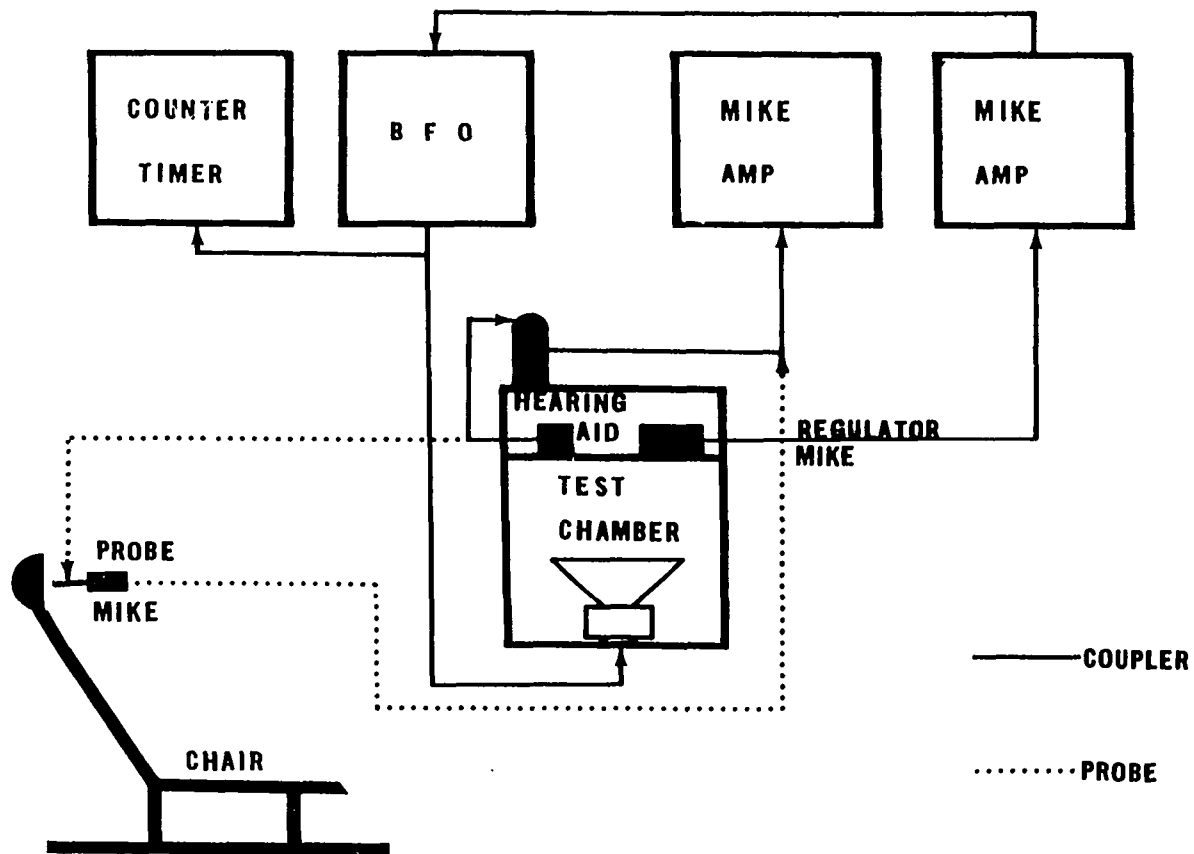 COUNTER
TIMER
B F O
MIKE
AMP
MIKE
AMP
HEARING
AID
REGULATOR
MIKE
TEST
CHAMBER
PROBE
MIKE
COUPLER
CHAIR
PROBE